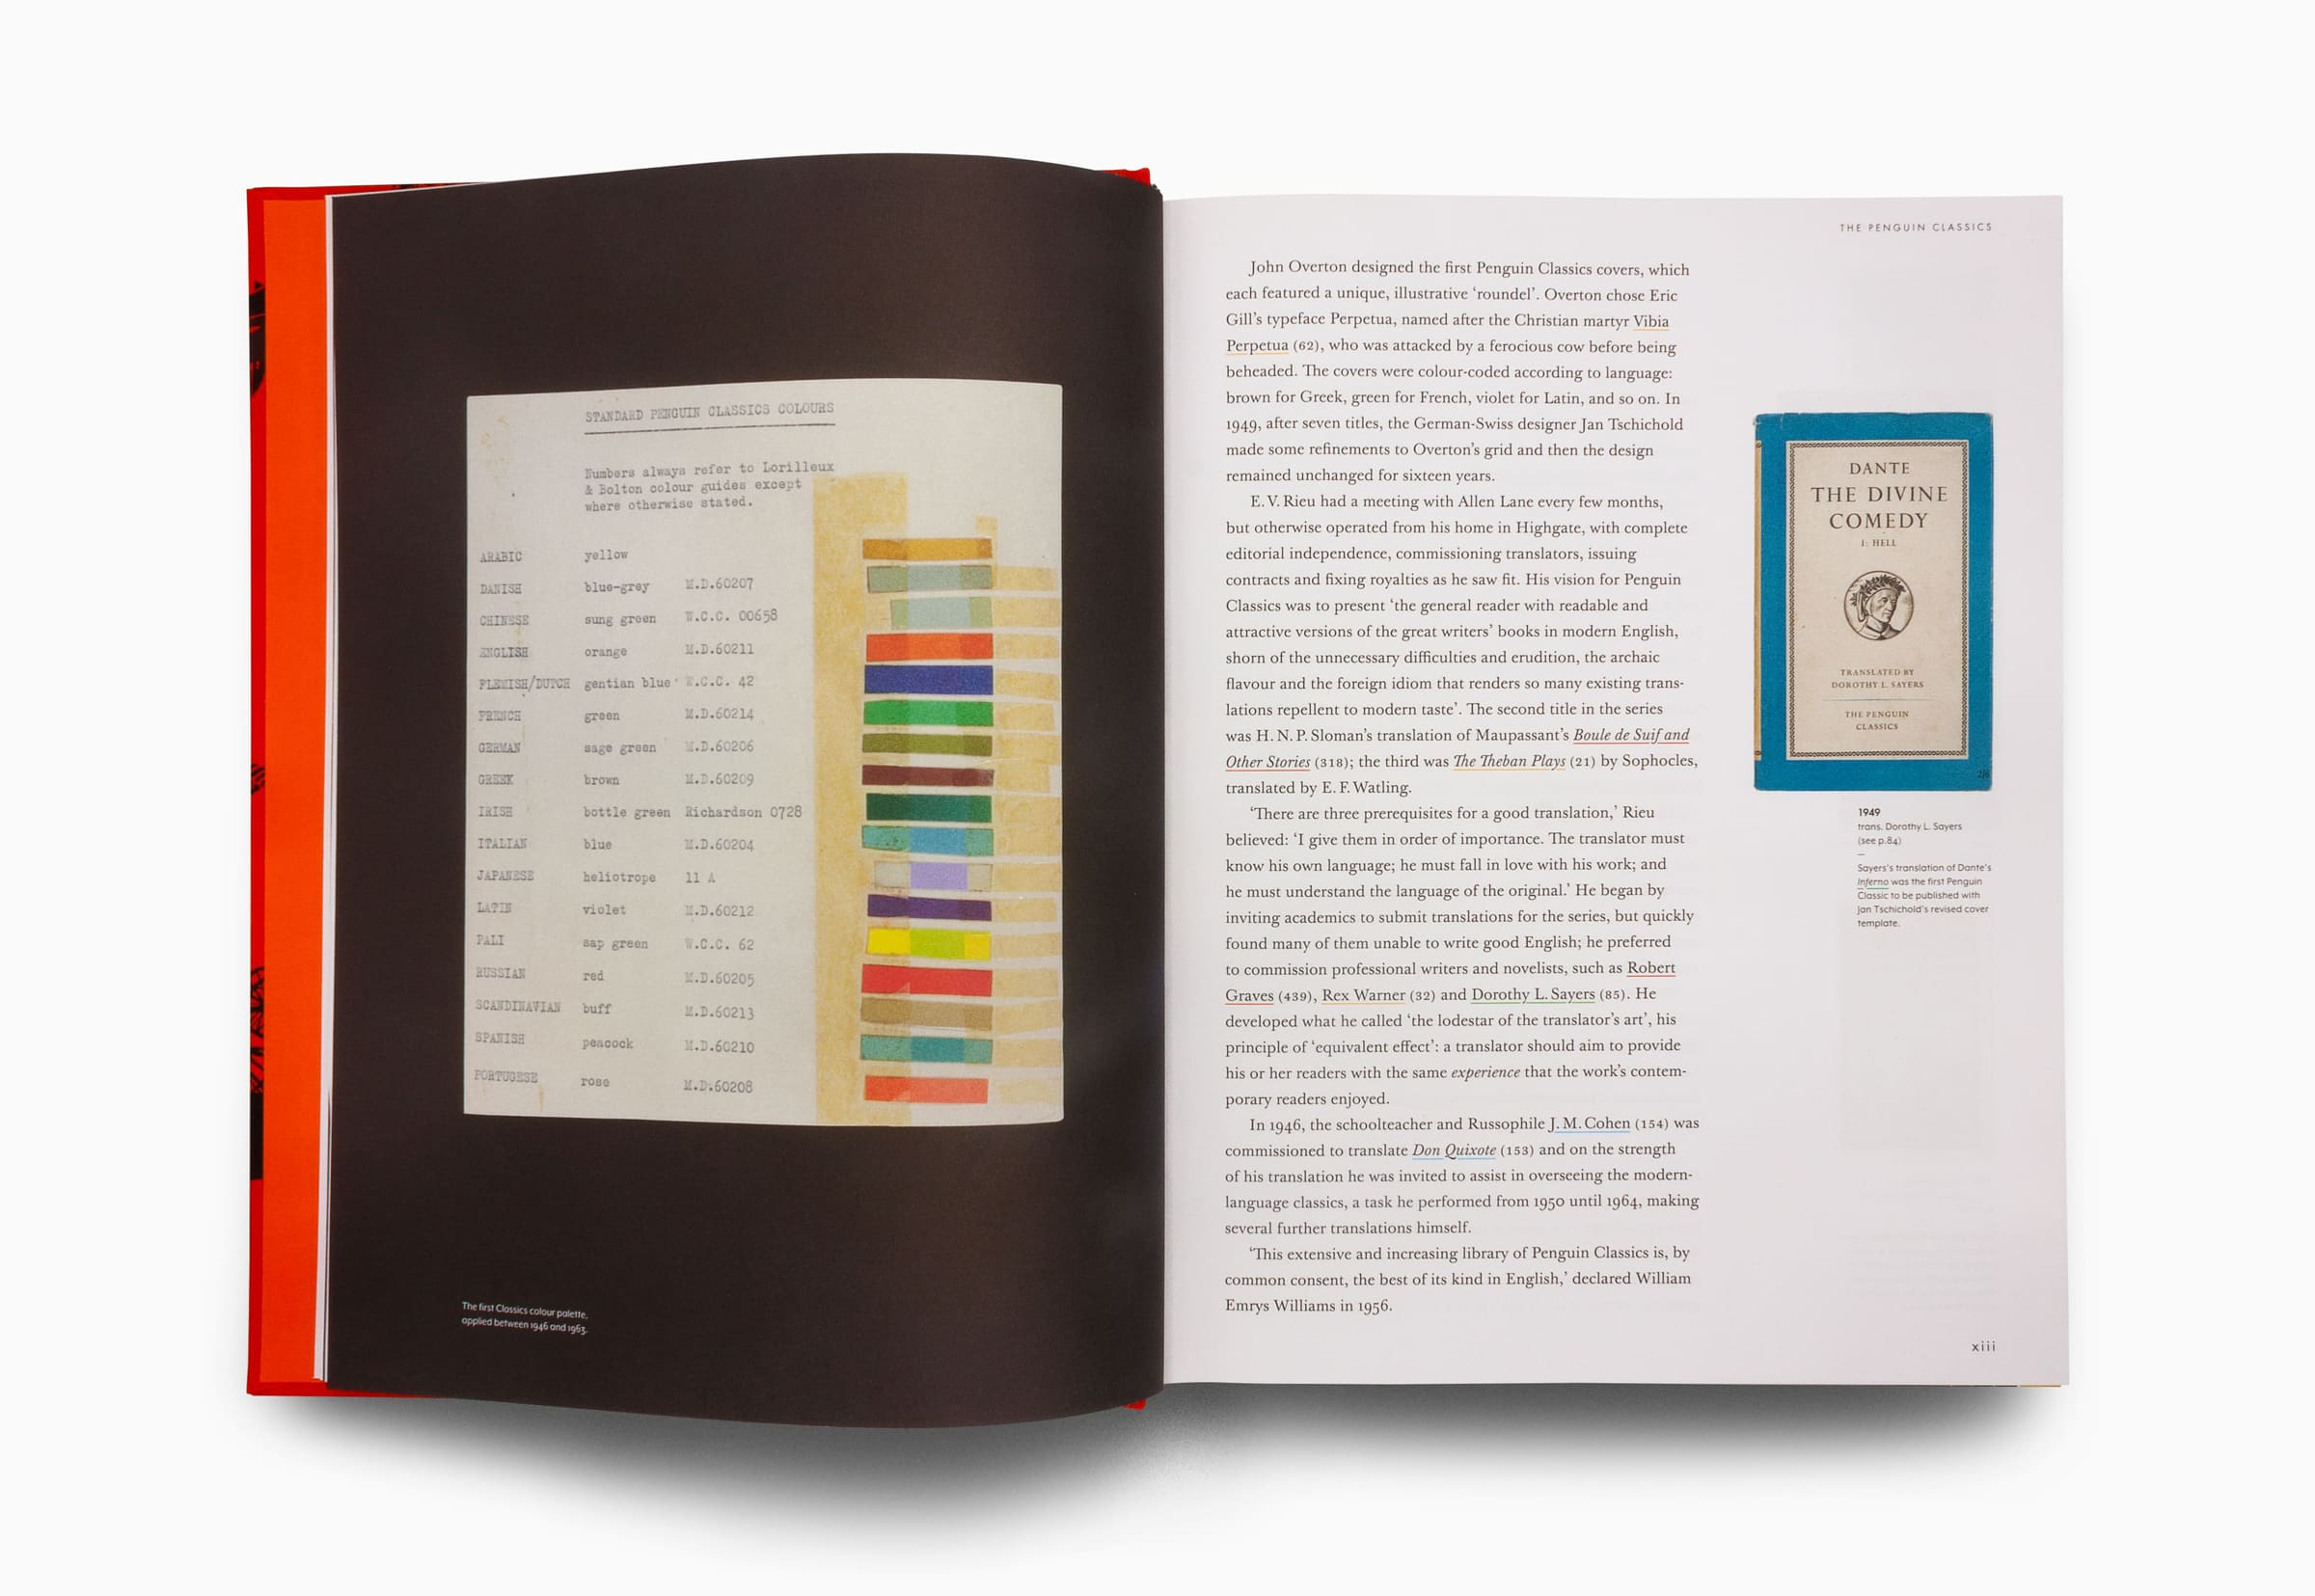 STANDARD PENGUIN CLASSICS COLOURS
Numbers always refer to Lorilleux
& Bolton colour guides except
where otherwise stated.
ARABIC yellow
DANISH blue-grey M.D.60207
CHINESE sung green W.C.C. 00658
ENGLISH orange M.D.60211
FLEMISH/DUTCH gentian blue W.C.C. 42
FRENCH green M.D.60214
GERMAN sage green M.D.60206
GREEK brown M.D.60209
IRISH bottle green Richardson 0728
ITALIAN blue M.D.60204
JAPANESE heliotrope 11 A
LATIN violet M.D.60212
PALI sap green W.C.C. 62
RUSSIAN red M.D.60205
SCANDINAVIAN buff M.D.60213
SPANISH peacock M.D.60210
PORTUGESE rose M.D.60208
The first Classics colour palette,
applied between 1946 and 1963.
THE PENGUIN CLASSICS
John Overton designed the first Penguin Classics covers, which
each featured a unique, illustrative ‘roundel’. Overton chose Eric
Gill’s typeface Perpetua, named after the Christian martyr Vibia
Perpetua (62), who was attacked by a ferocious cow before being
beheaded. The covers were colour-coded according to language:
brown for Greek, green for French, violet for Latin, and so on. In
1949, after seven titles, the German-Swiss designer Jan Tschichold
made some refinements to Overton’s grid and then the design
remained unchanged for sixteen years.
E. V. Rieu had a meeting with Allen Lane every few months,
but otherwise operated from his home in Highgate, with complete
editorial independence, commissioning translators, issuing
contracts and fixing royalties as he saw fit. His vision for Penguin
Classics was to present ‘the general reader with readable and
attractive versions of the great writers’ books in modern English,
shorn of the unnecessary difficulties and erudition, the archaic
flavour and the foreign idiom that renders so many existing trans-
lations repellent to modern taste’. The second title in the series
was H. N. P. Sloman’s translation of Maupassant’s Boule de Suif and
Other Stories (318); the third was The Theban Plays (21) by Sophocles,
translated by E. F. Watling.
‘There are three prerequisites for a good translation,’ Rieu
believed: ‘I give them in order of importance. The translator must
know his own language; he must fall in love with his work; and
he must understand the language of the original.’ He began by
inviting academics to submit translations for the series, but quickly
found many of them unable to write good English; he preferred
to commission professional writers and novelists, such as Robert
Graves (439), Rex Warner (32) and Dorothy L. Sayers (85). He
developed what he called ‘the lodestar of the translator’s art’, his
principle of ‘equivalent effect’: a translator should aim to provide
his or her readers with the same experience that the work’s contem-
porary readers enjoyed.
In 1946, the schoolteacher and Russophile J. M. Cohen (154) was
commissioned to translate Don Quixote (153) and on the strength
of his translation he was invited to assist in overseeing the modern-
language classics, a task he performed from 1950 until 1964, making
several further translations himself.
‘This extensive and increasing library of Penguin Classics is, by
common consent, the best of its kind in English,’ declared William
Emrys Williams in 1956.
DANTE
THE DIVINE
COMEDY
I: HELL
TRANSLATED BY
DOROTHY L. SAYERS
THE PENGUIN
CLASSICS
2/6
1949
trans. Dorothy L. Sayers
(see p.84)
—
Sayers’s translation of Dante’s
Inferno was the first Penguin
Classic to be published with
Jan Tschichold’s revised cover
template.
xiii